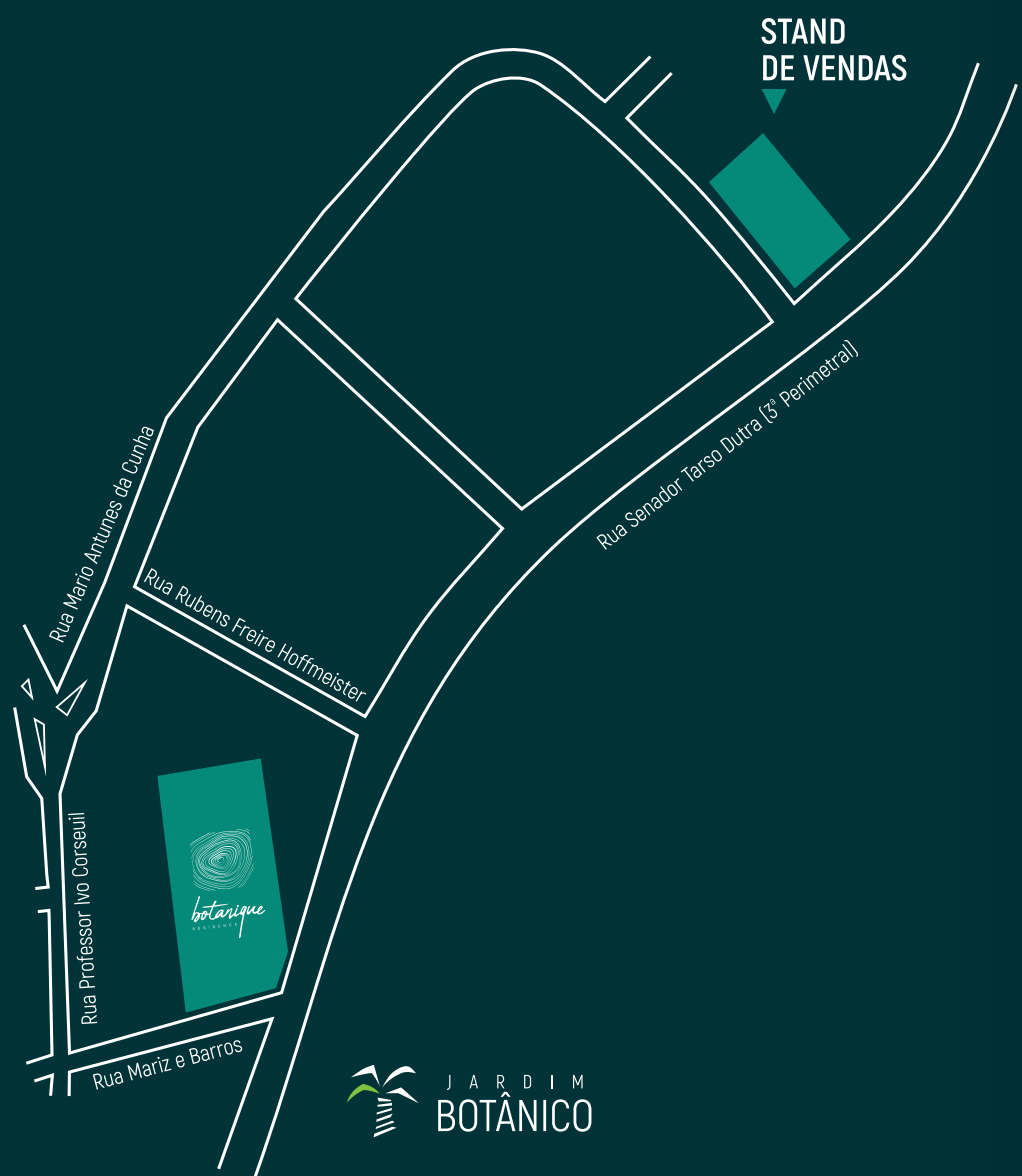 STAND
DE VENDAS
Rua Senador Tarso Dutra (3ª Perimetral)
Rua Mario Antunes da Cunha
Rua Rubens Freire Hoffmeister
botanique
RESIDENCE
Rua Professor Ivo Corseuil
Rua Mariz e Barros
JARDIM
BOTÂNICO